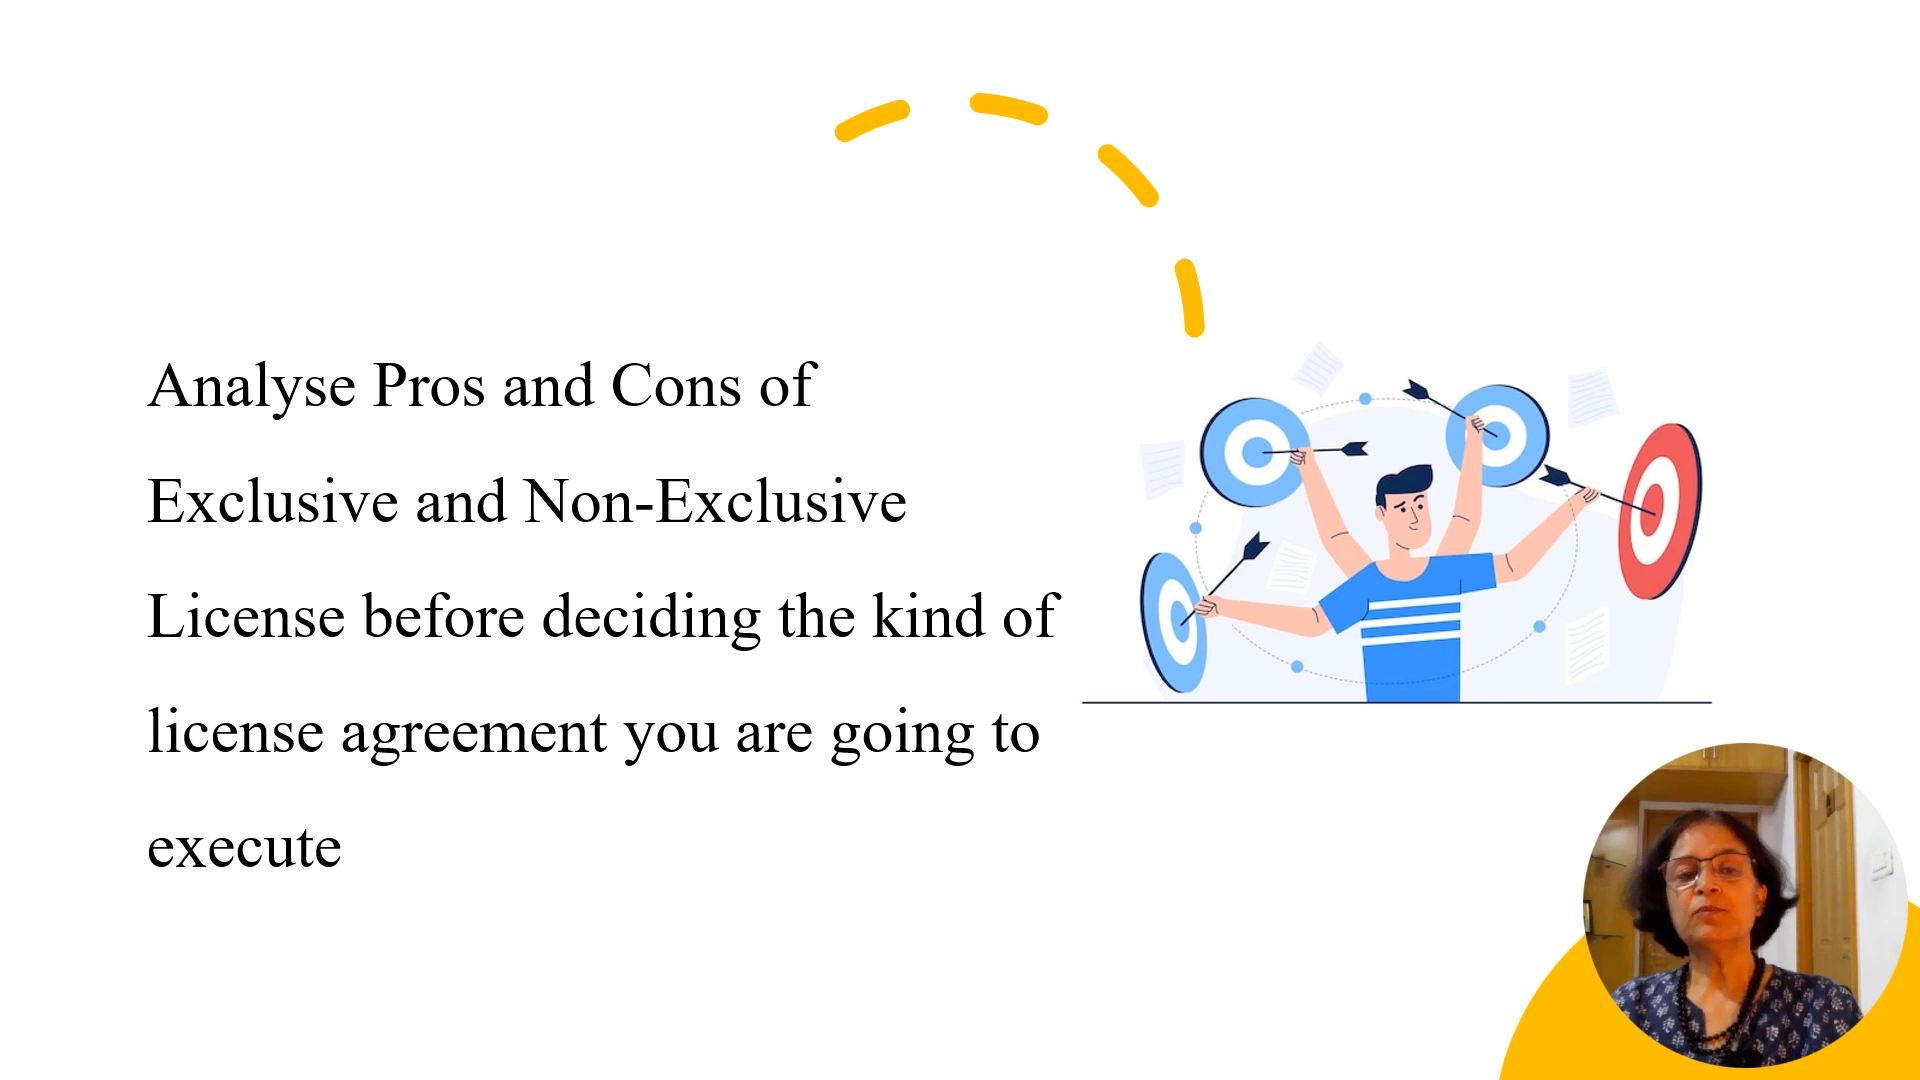 Analyse Pros and Cons of
Exclusive and Non-Exclusive
License before deciding the kind of
license agreement you are going to
execute